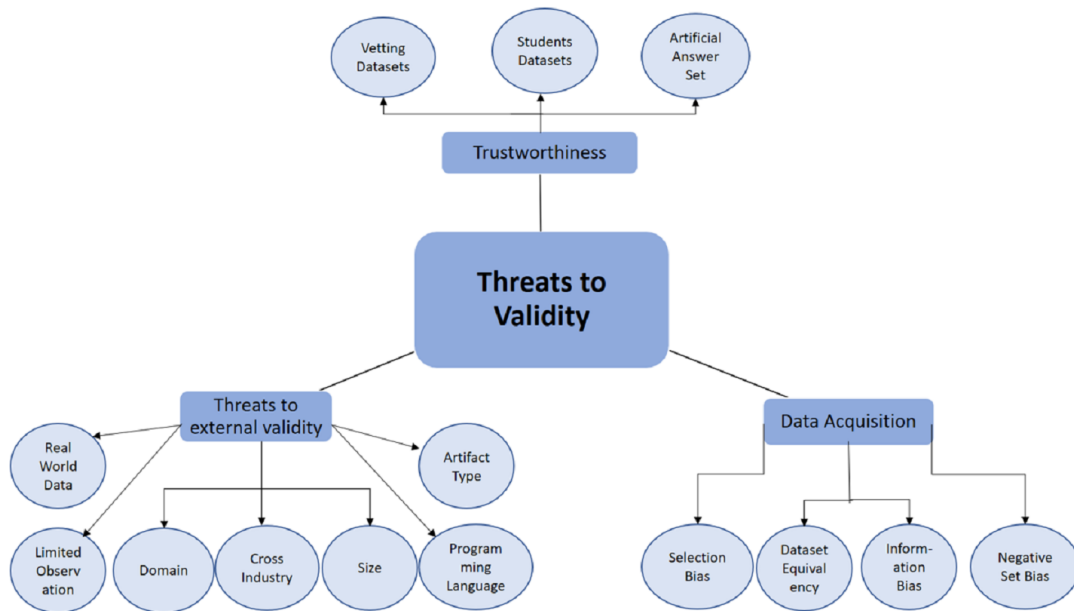 Vetting
Datasets
Students
Datasets
Artificial
Answer
Set
Trustworthiness
Threats to
Validity
Threats to
external validity
Data Acquisition
Real
World
Data
Artifact
Type
Limited
Observ
ation
Domain
Cross
Industry
Size
Program
ming
Language
Selection
Bias
Dataset
Equival
ency
Inform-
ation
Bias
Negative
Set Bias